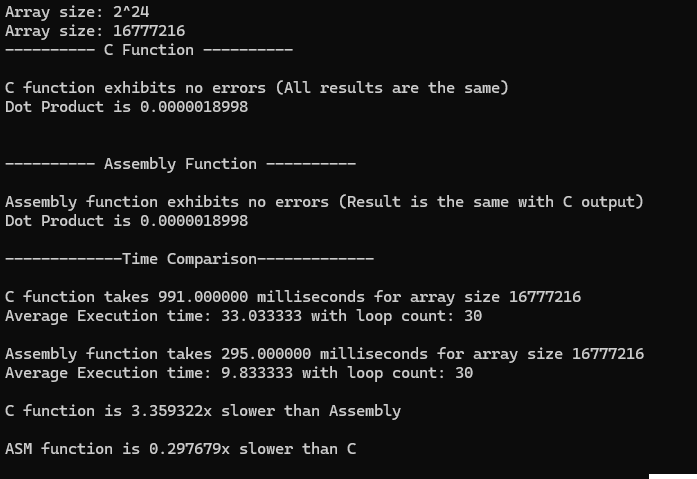 Array size: 2^24
Array size: 16777216
---------- C Function ----------
C function exhibits no errors (All results are the same)
Dot Product is 0.0000018998
---------- Assembly Function ----------
Assembly function exhibits no errors (Result is the same with C output)
Dot Product is 0.0000018998
-------------Time Comparison-------------
C function takes 991.000000 milliseconds for array size 16777216
Average Execution time: 33.033333 with loop count: 30
Assembly function takes 295.000000 milliseconds for array size 16777216
Average Execution time: 9.833333 with loop count: 30
C function is 3.359322x slower than Assembly
ASM function is 0.297679x slower than C